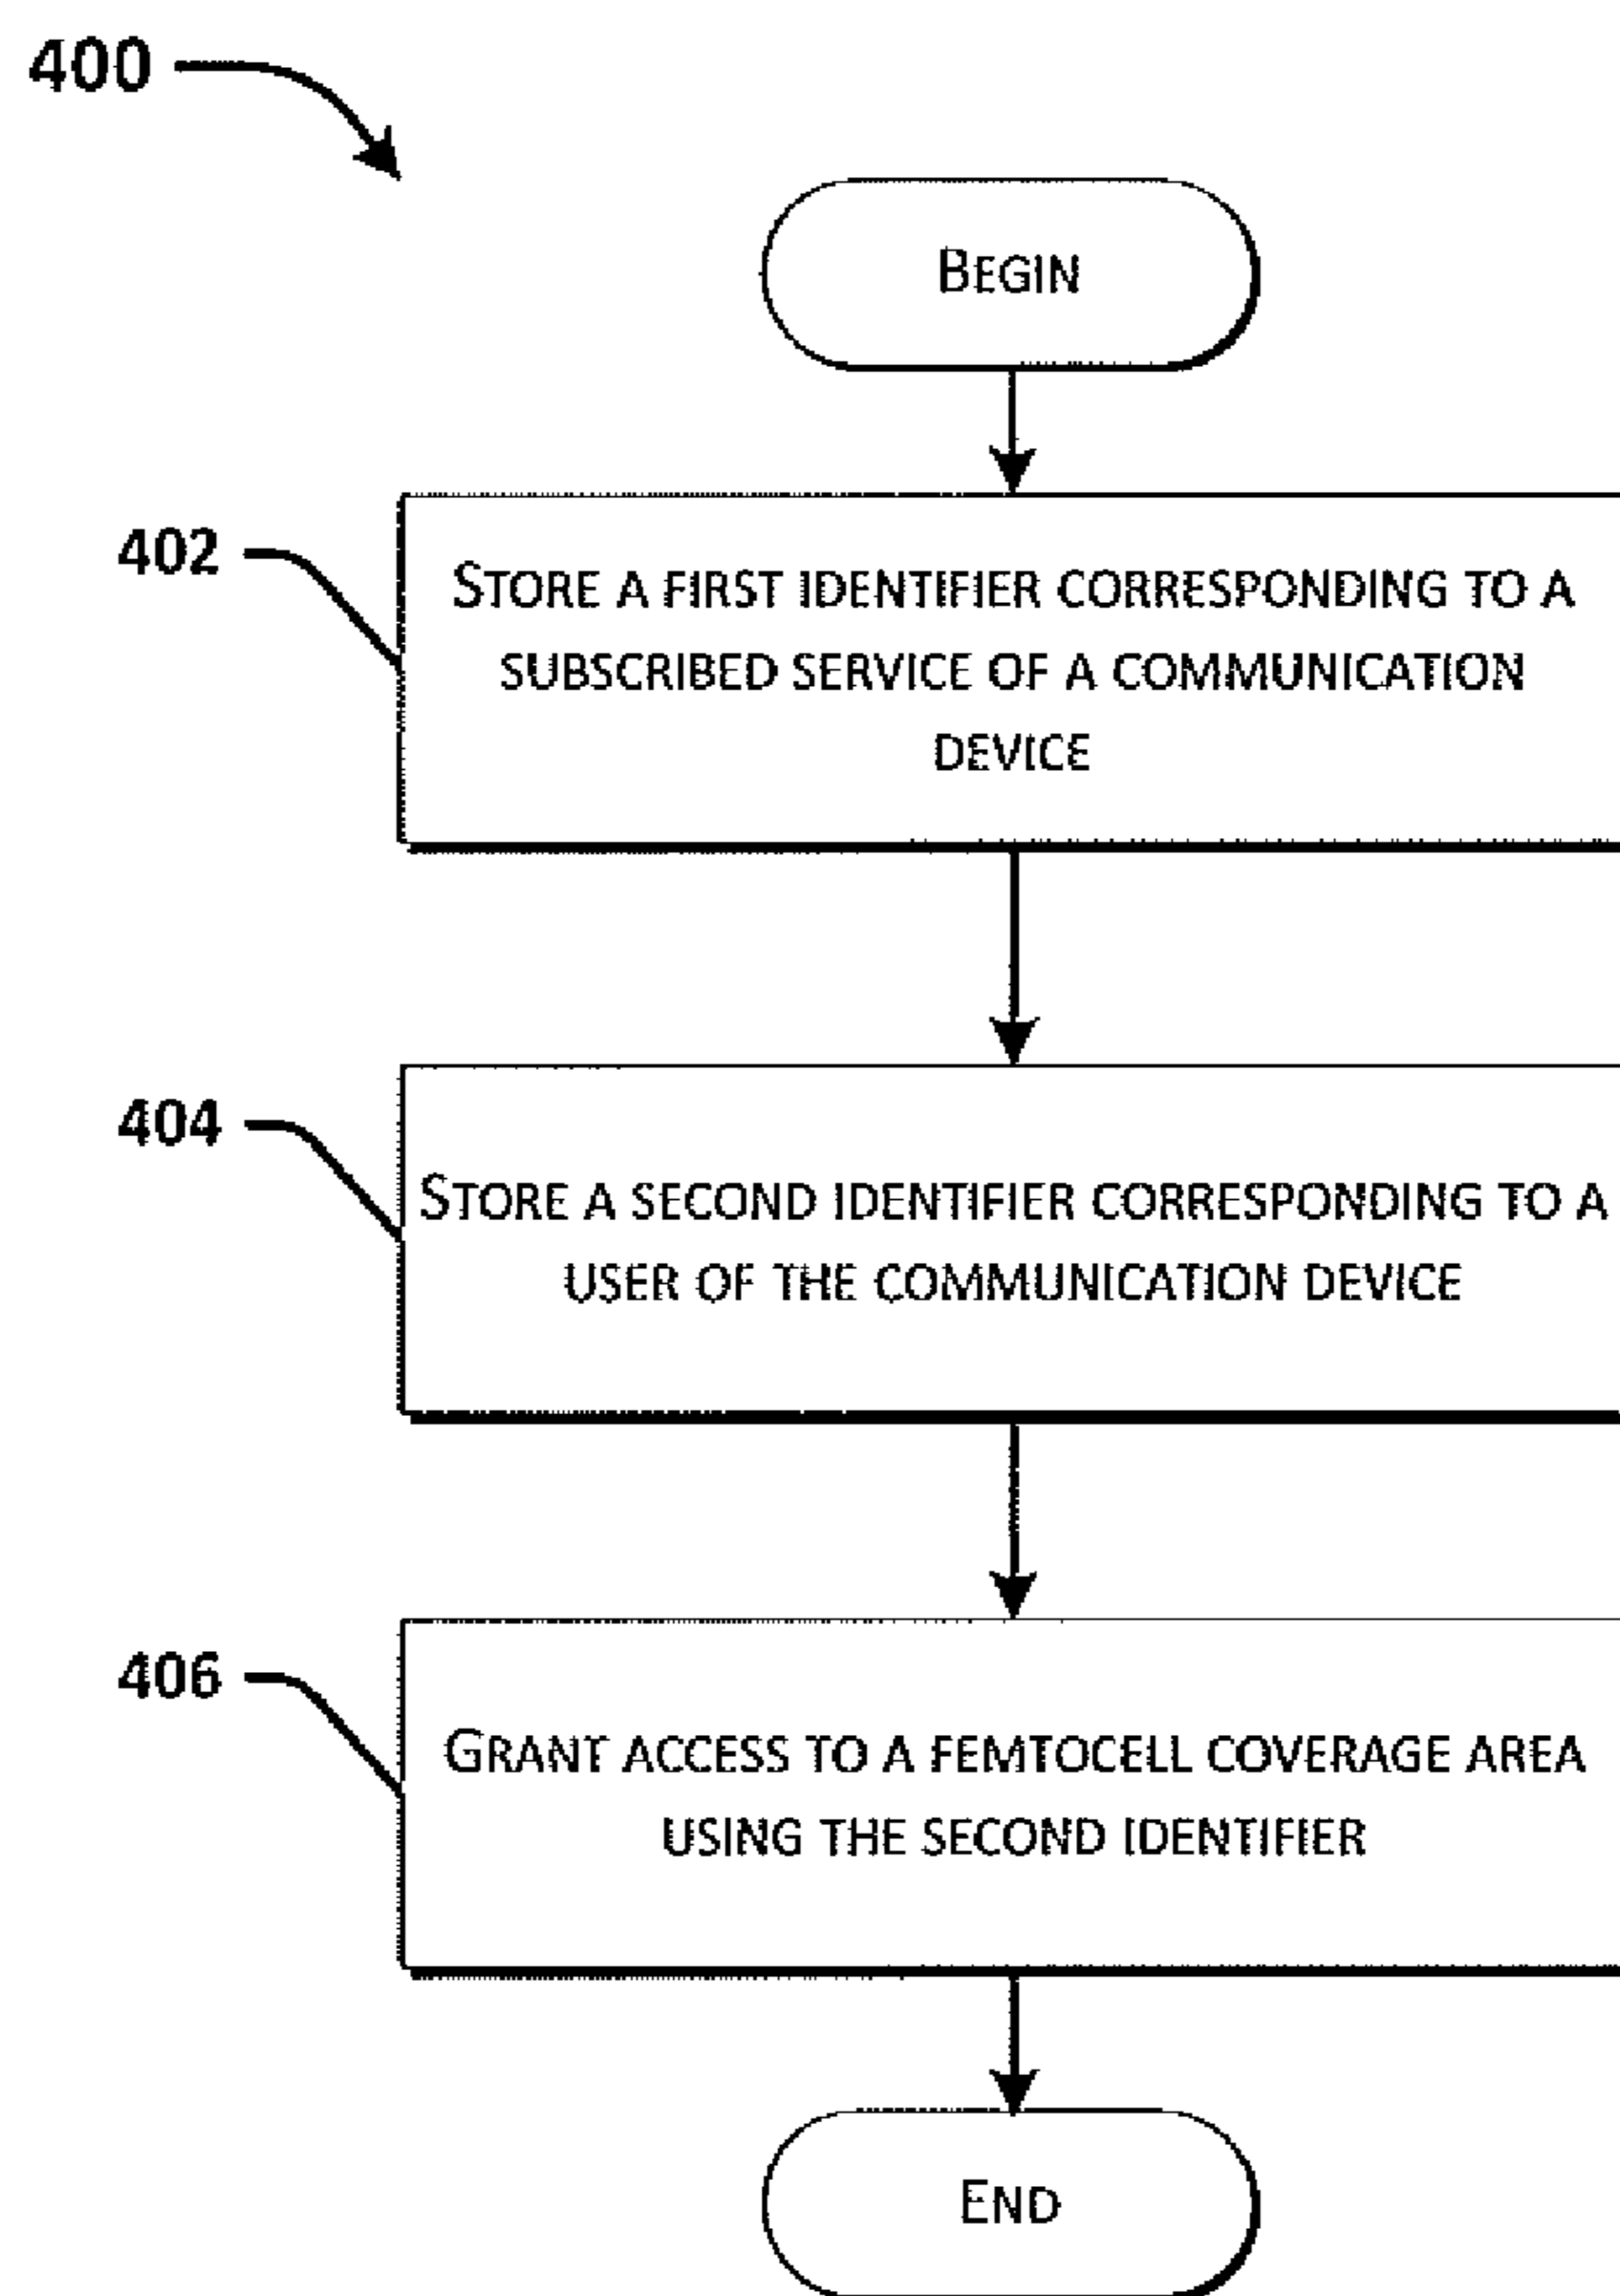 400
BEGIN
402
STORE A FIRST IDENTIFIER CORRESPONDING TO A
SUBSCRIBED SERVICE OF A COMMUNICATION
DEVICE
404
STORE A SECOND IDENTIFIER CORRESPONDING TO A
USER OF THE COMMUNICATION DEVICE
406
GRANT ACCESS TO A FEMTOCELL COVERAGE AREA
USING THE SECOND IDENTIFIER
END